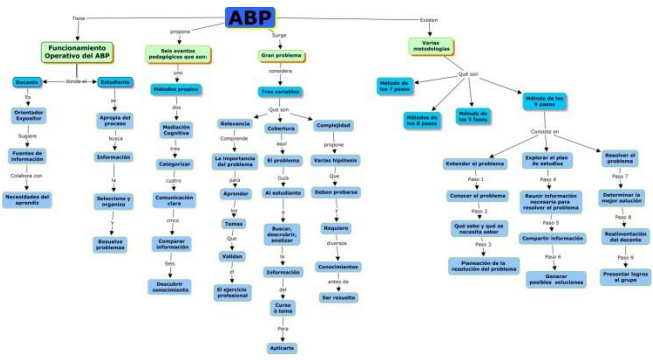 ABP
Tiene
propone
Surge
Existen
Funcionamiento
Operativo del ABP
Seis eventos
pedagógicos que son:
Gran problema
Varias
metodologías
donde el
Docente
Estudiante
Es
Orientador
Expositor
Sugiere
Fuentes de
información
Colabora con
Necesidades del
aprendiz
se
Apropia del
proceso
busca
Información
la
Selecciona y
organiza
y
Resuelve
problemas
uno
Métodos propios
dos
Mediación
Cognitiva
tres
Categorizar
cuatro
Comunicación
clara
cinco
Comparar
información
Seis
Descubrir
conocimiento
considera
Tres variables
Que son
Relevancia
Comprende
La importancia
del problema
para
Aprender
los
Temas
Que
Validan
el
El ejercicio
profesional
Cobertura
aquí
El problema
Guía
Al estudiante
a
Buscar,
descubrir,
analizar
la
Información
del
Curso
ó tema
Para
Aplicarla
Complejidad
propone
Varias hipótesis
Que
Deben probarse
y
Requiere
diversos
Conocimientos
antes de
Ser resuelto
Qué son
Método de
los 7 pasos
Métodos de
los 8 pasos
Método de
los 5 fases
Método de los
9 pasos
Consiste en
Entender el problema
Paso 1
Conocer el problema
Paso 2
Qué sabe y qué se
necesita saber
Paso 3
Planeación de la
resolución del problema
Explorar el plan
de estudios
Reunir información
necesaria para
resolver el problema
Paso 5
Compartir información
Paso 6
Generar
posibles soluciones
Resolver el
problema
Paso 7
Determinar la
mejor solución
Paso 8
Realimentación
del docente
Paso 9
Presentar logros
al grupo